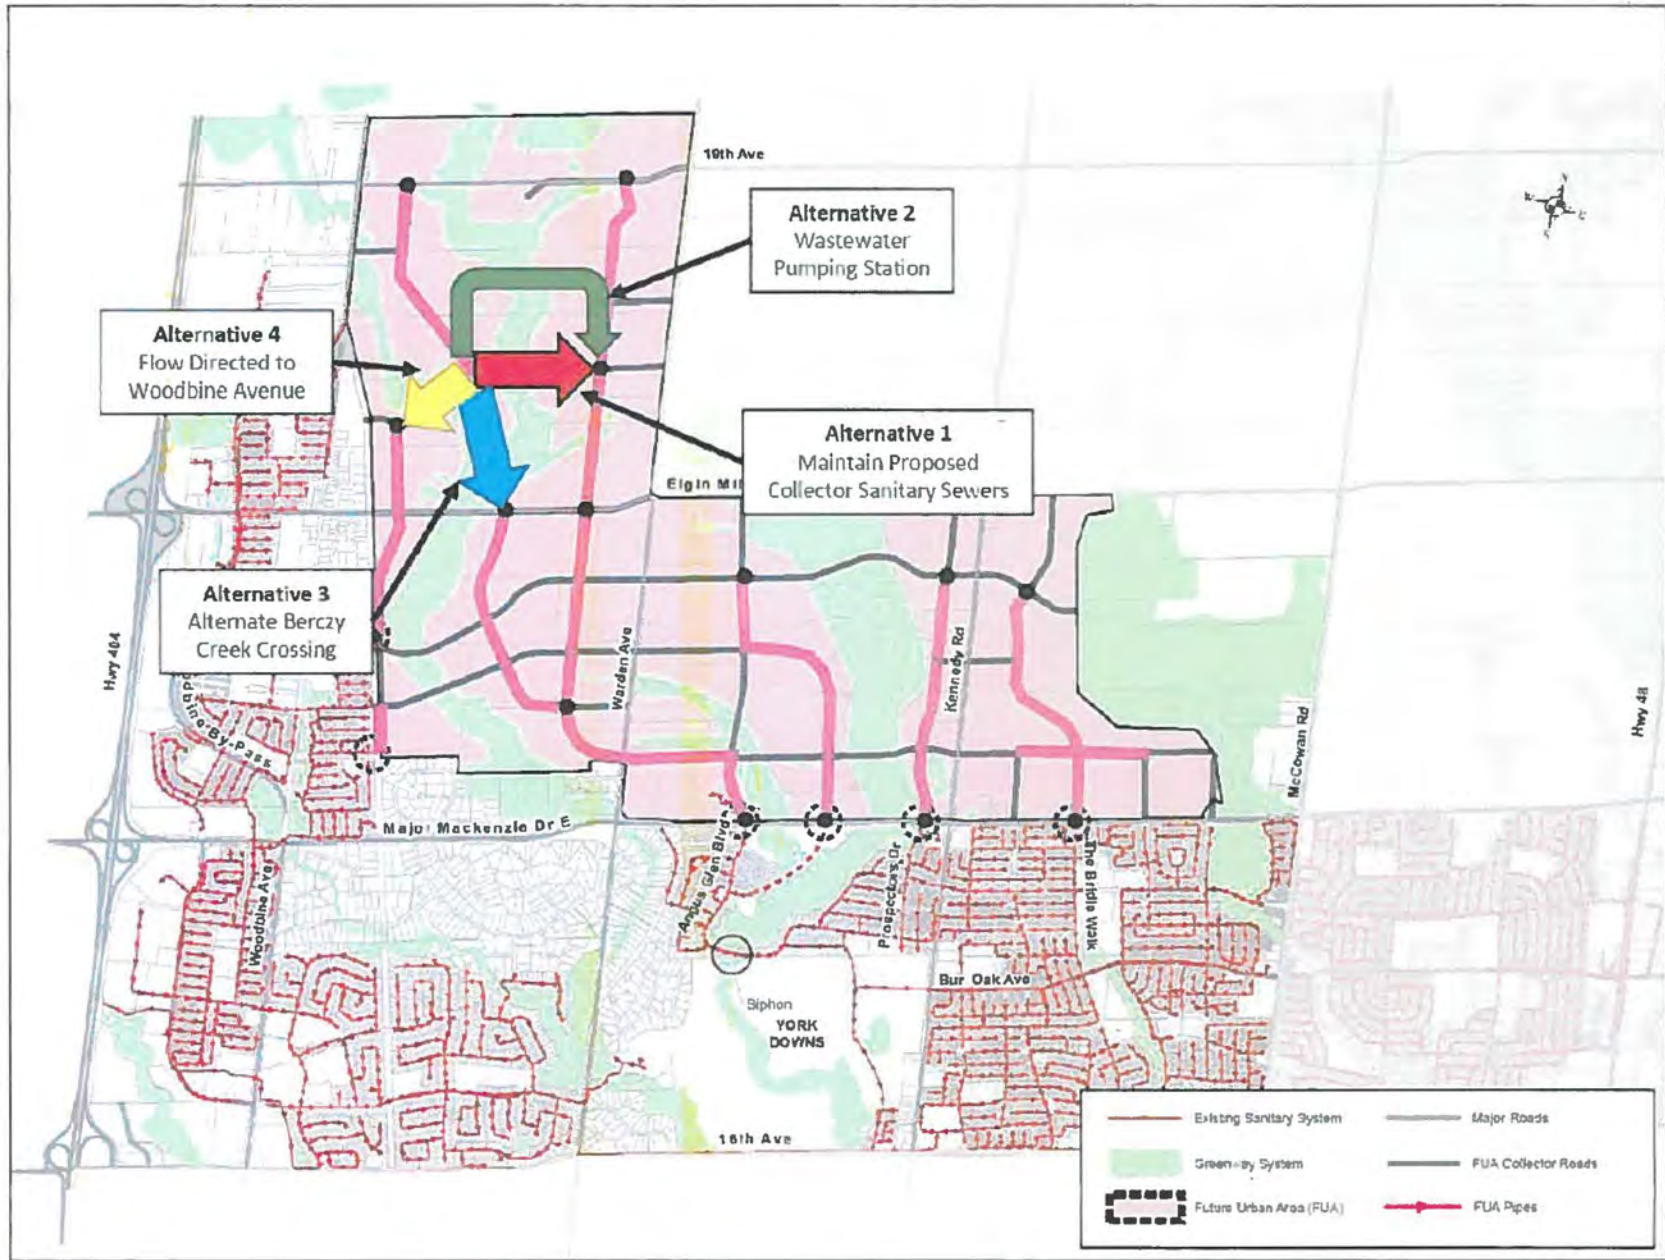 19th Ave
Alternative 2
Wastewater
Pumping Station
Alternative 4
Flow Directed to
Woodbine Avenue
Alternative 1
Maintain Proposed
Collector Sanitary Sewers
Elgin Mil
Alternative 3
Alternate Berczy
Creek Crossing
Hwy 404
Warden Ave
Kennedy Rd
McCowan Rd
Hwy 48
By-Pass
Major Mackenzie Dr E
Woodbine Ave
Angus Glen Blvd
Prospectors Dr
The Bridle Walk
Bur Oak Ave
Siphon
YORK
DOWNS
16th Ave
Existing Sanitary System
Major Roads
Greenway System
FUA Collector Roads
Future Urban Area (FUA)
FUA Pipes